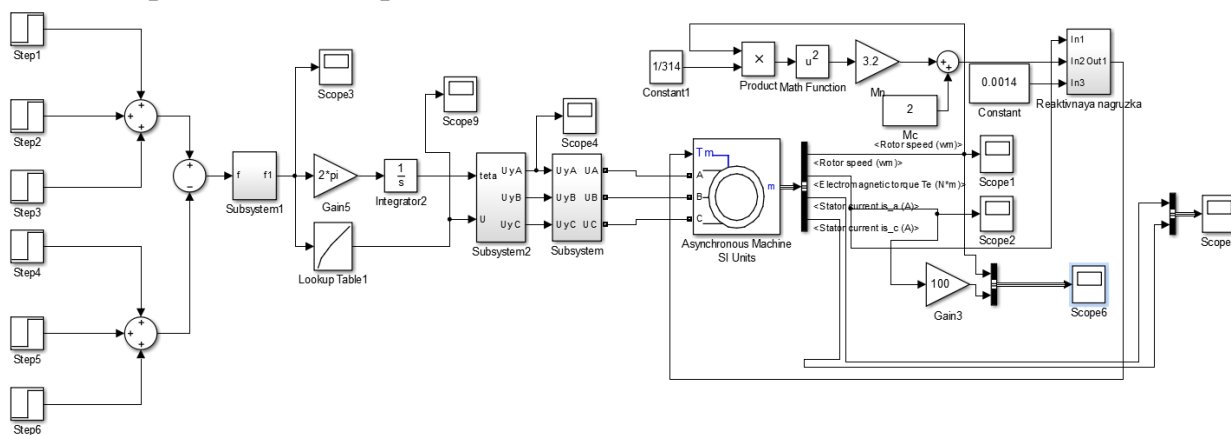 Step1
Step2
Step3
Step4
Step5
Step6
f f1
Subsystem1
Scope3
2*pi
Gain5
1
s
Integrator2
Lookup Table1
Scope9
teta UyA
UyB
U UyC
Subsystem2
Scope4
UyA UA
UyB UB
UyC UC
Subsystem
1/314
Constant1
×
Product
u²
Math Function
3.2
Mn
2
Mc
0.0014
Constant
In1
In2 Out1
In3
Reaktivnaya nagruzka
Tm
A
B
C
m
Asynchronous Machine
SI Units
<Rotor speed (wm)>
<Rotor speed (wm)>
<Electromagnetic torque Te (N*m)>
<Stator current is_a (A)>
<Stator current is_c (A)>
Scope1
Scope2
100
Gain3
Scope6
Scope